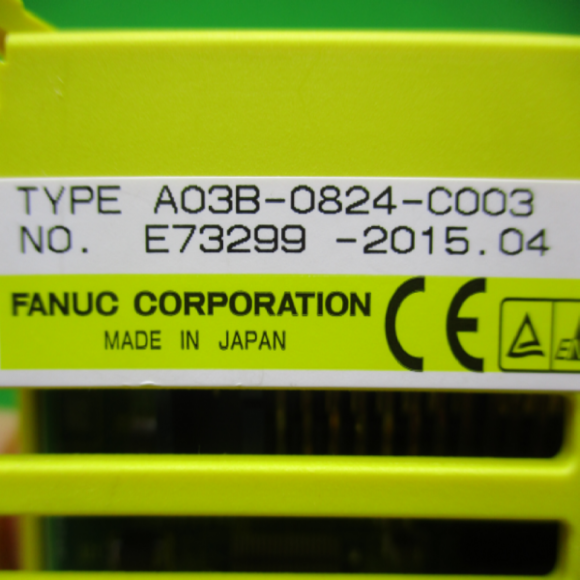 TYPE A03B-0824-C003
NO. E73299 -2015.04
FANUC CORPORATION
MADE IN JAPAN
CE